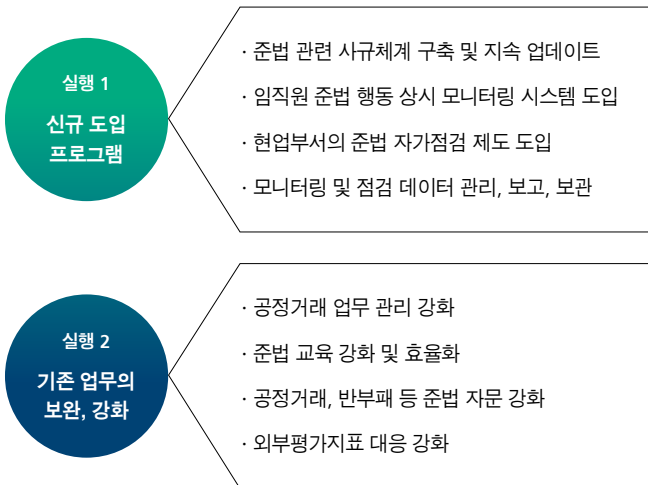 실행 1
신규 도입
프로그램
· 준법 관련 사규체계 구축 및 지속 업데이트
· 임직원 준법 행동 상시 모니터링 시스템 도입
· 현업부서의 준법 자가점검 제도 도입
· 모니터링 및 점검 데이터 관리, 보고, 보관
실행 2
기존 업무의
보완, 강화
· 공정거래 업무 관리 강화
· 준법 교육 강화 및 효율화
· 공정거래, 반부패 등 준법 자문 강화
· 외부평가지표 대응 강화